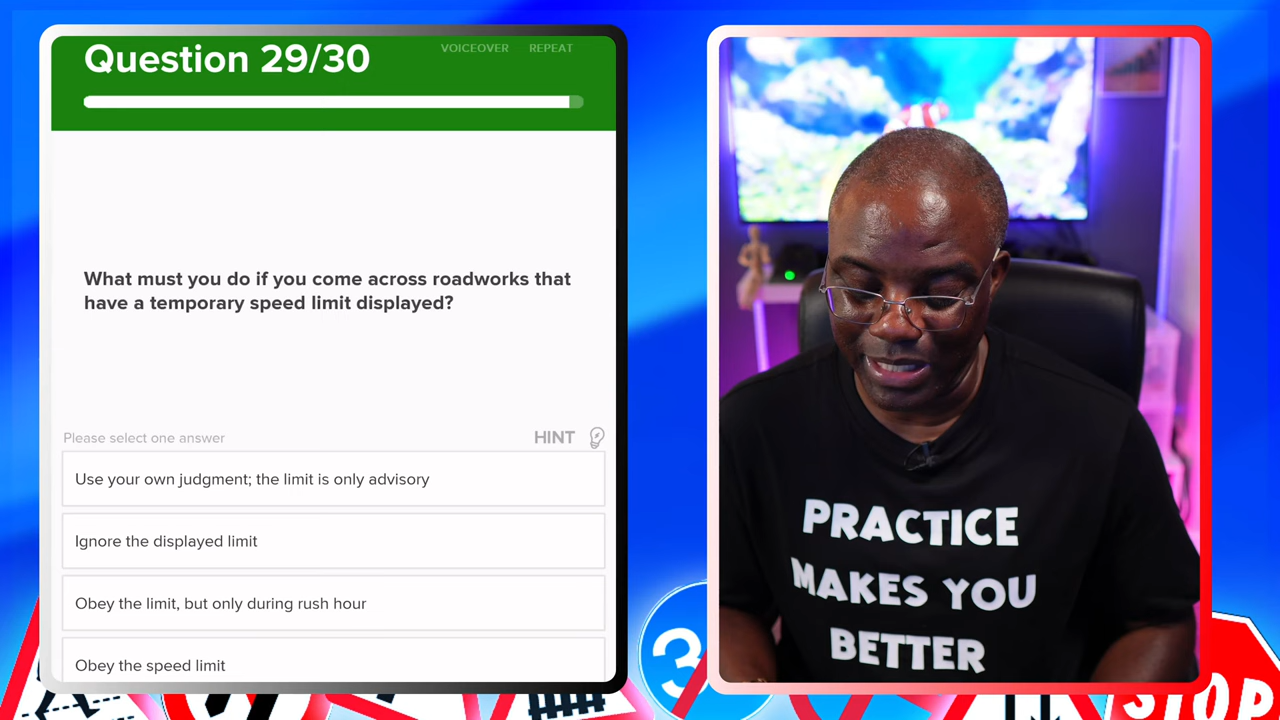 Question 29/30
VOICEOVER
REPEAT
What must you do if you come across roadworks that
have a temporary speed limit displayed?
Please select one answer
HINT
Use your own judgment; the limit is only advisory
Ignore the displayed limit
Obey the limit, but only during rush hour
Obey the speed limit
PRACTICE
MAKES YOU
BETTER
3
STOP